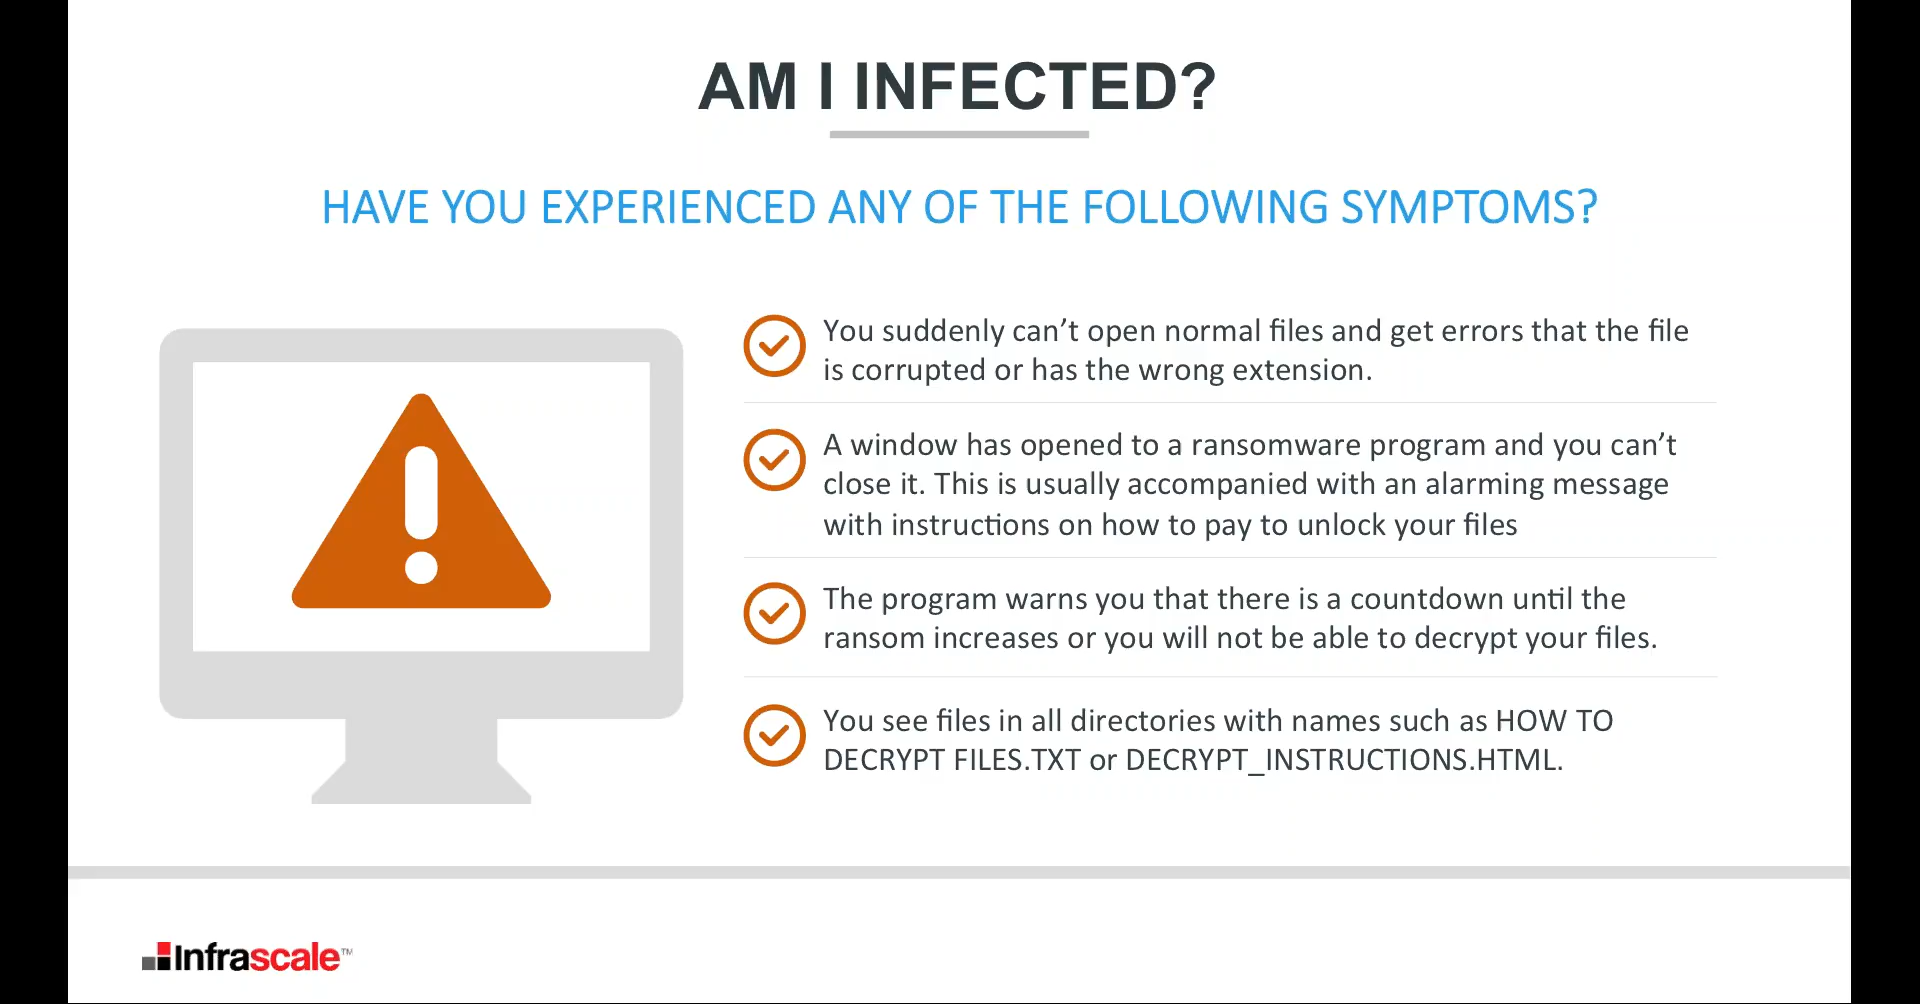 AM I INFECTED?
HAVE YOU EXPERIENCED ANY OF THE FOLLOWING SYMPTOMS?
You suddenly can’t open normal files and get errors that the file
is corrupted or has the wrong extension.
A window has opened to a ransomware program and you can’t
close it. This is usually accompanied with an alarming message
with instructions on how to pay to unlock your files
The program warns you that there is a countdown until the
ransom increases or you will not be able to decrypt your files.
You see files in all directories with names such as HOW TO
DECRYPT FILES.TXT or DECRYPT_INSTRUCTIONS.HTML.
Infrascale™